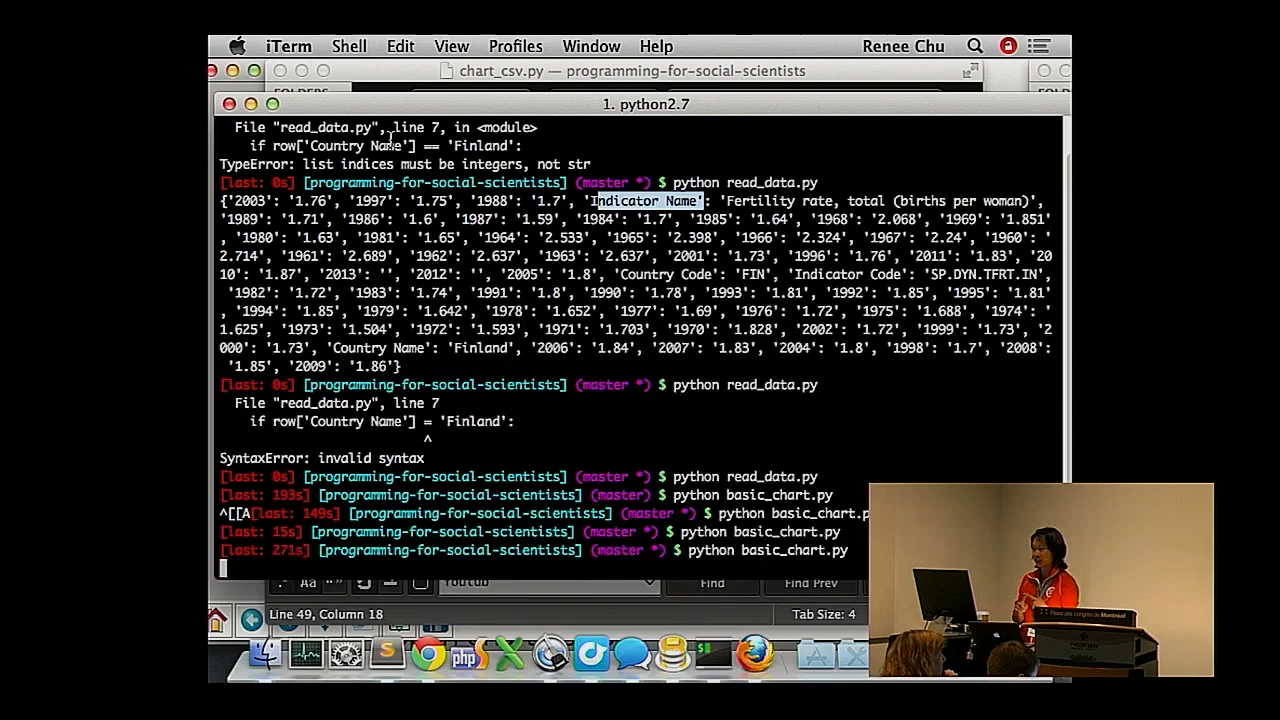 iTerm Shell Edit View Profiles Window Help Renee Chu
chart_csv.py — programming-for-social-scientists
1. python2.7
File "read_data.py", line 7, in <module>
if row['Country Name'] == 'Finland':
TypeError: list indices must be integers, not str
[last: 0s] [programming-for-social-scientists] (master *) $ python read_data.py
{'2003': '1.76', '1997': '1.75', '1988': '1.7', 'Indicator Name': 'Fertility rate, total (births per woman)',
'1989': '1.71', '1986': '1.6', '1987': '1.59', '1984': '1.7', '1985': '1.64', '1968': '2.068', '1969': '1.851'
, '1980': '1.63', '1981': '1.65', '1964': '2.533', '1965': '2.398', '1966': '2.324', '1967': '2.24', '1960': '
2.714', '1961': '2.689', '1962': '2.637', '1963': '2.637', '2001': '1.73', '1996': '1.76', '2011': '1.83', '20
10': '1.87', '2013': '', '2012': '', '2005': '1.8', 'Country Code': 'FIN', 'Indicator Code': 'SP.DYN.TFRT.IN',
'1982': '1.72', '1983': '1.74', '1991': '1.8', '1990': '1.78', '1993': '1.81', '1992': '1.85', '1995': '1.81'
, '1994': '1.85', '1979': '1.642', '1978': '1.652', '1977': '1.69', '1976': '1.72', '1975': '1.688', '1974': '
1.625', '1973': '1.504', '1972': '1.593', '1971': '1.703', '1970': '1.828', '2002': '1.72', '1999': '1.73', '2
000': '1.73', 'Country Name': 'Finland', '2006': '1.84', '2007': '1.83', '2004': '1.8', '1998': '1.7', '2008':
'1.85', '2009': '1.86'}
[last: 0s] [programming-for-social-scientists] (master *) $ python read_data.py
File "read_data.py", line 7
if row['Country Name'] = 'Finland':
^
SyntaxError: invalid syntax
[last: 0s] [programming-for-social-scientists] (master *) $ python read_data.py
[last: 193s] [programming-for-social-scientists] (master) $ python basic_chart.py
^[[A[last: 149s] [programming-for-social-scientists] (master *) $ python basic_chart.p
[last: 15s] [programming-for-social-scientists] (master *) $ python basic_chart.py
[last: 271s] [programming-for-social-scientists] (master *) $ python basic_chart.py
Aa Find Find Prev
Line 49, Column 18 Tab Size: 4
php